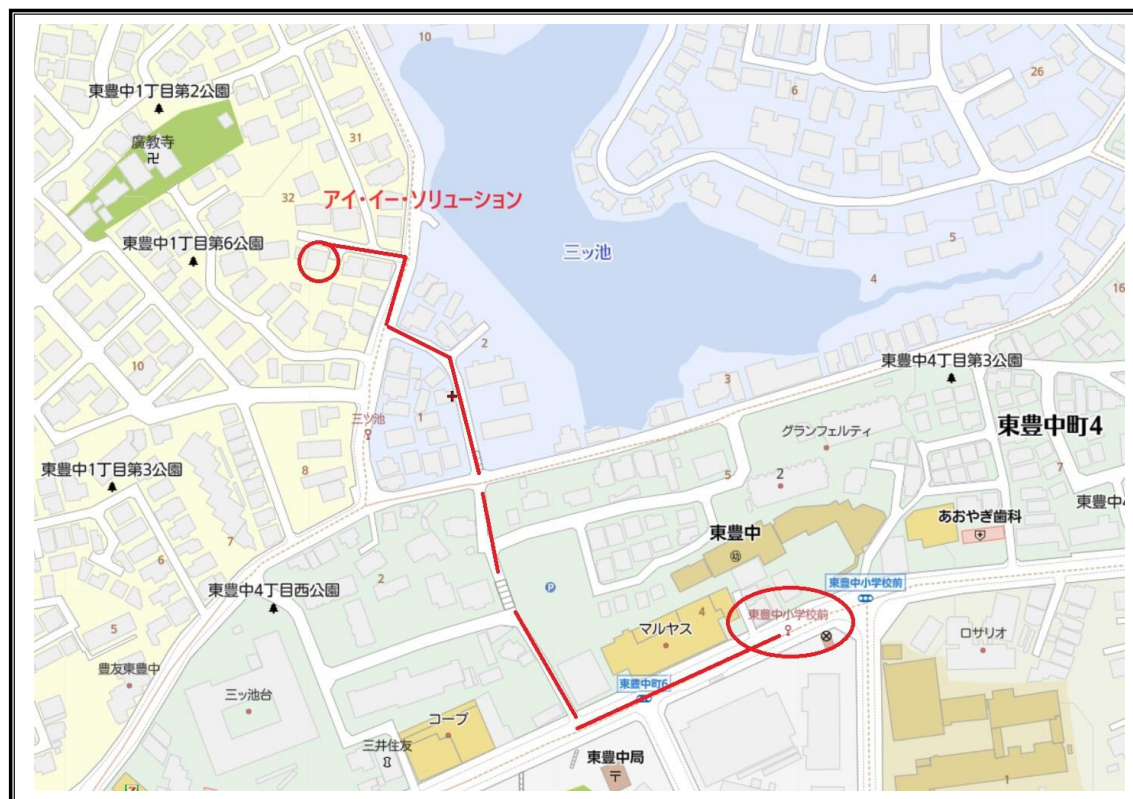 10
6
26
東豊中1丁目第2公園
廣教寺
卍
31
32
アイ・イー・ソリューション
東豊中1丁目第6公園
三ッ池
5
4
16
2
10
3
東豊中4丁目第3公園
1
三ツ池
グランフェルティ
東豊中町4
東豊中1丁目第3公園
8
5
2
7
東豊中4
あおやぎ歯科
東豊中
幼
7
6
2
P
東豊中4丁目西公園
東豊中小学校前
4
東豊中小学校前
マルヤス
ロサリオ
5
豊友東豊中
東豊中町6
三ッ池台
コープ
三井住友
東豊中局
〒
1